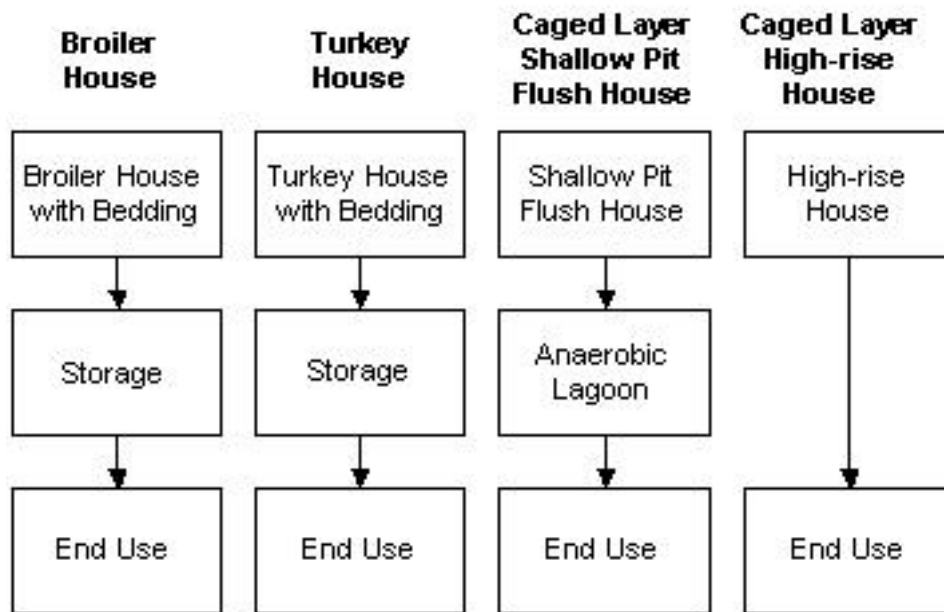 Broiler
House
Turkey
House
Caged Layer
Shallow Pit
Flush House
Caged Layer
High-rise
House
Broiler House
with Bedding
Turkey House
with Bedding
Shallow Pit
Flush House
High-rise
House
Storage
Storage
Anaerobic
Lagoon
End Use
End Use
End Use
End Use